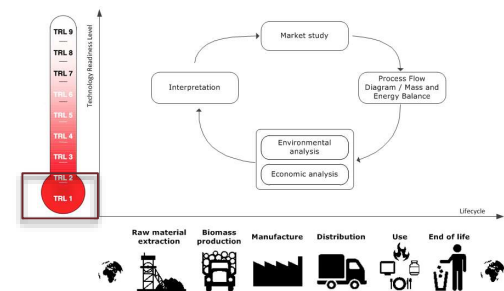 TRL 9
TRL 8
TRL 7
TRL 6
TRL 5
TRL 4
TRL 3
TRL 2
TRL 1
Technology Readiness Level
Market study
Process Flow
Diagram / Mass and
Energy Balance
Environmental
analysis
Economic analysis
Interpretation
Lifecycle
Raw material
extraction
Biomass
production
Manufacture
Distribution
Use
End of life